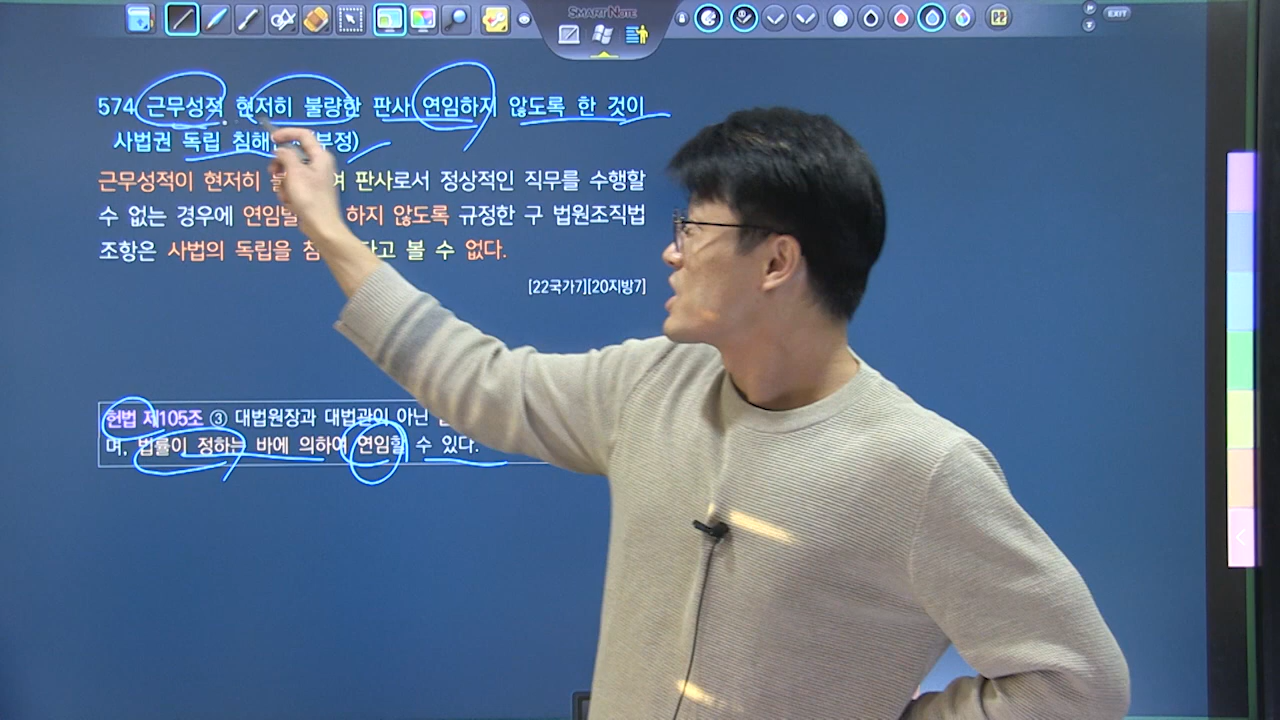 SMART NOTE
EXIT
574 근무성적 현저히 불량한 판사 연임하지 않도록 한 것이
사법권 독립 침해 부정)
근무성적이 현저히 여 판사로서 정상적인 직무를 수행할
수 없는 경우에 하지 않도록 규정한 구 법원조직법
조항은 사법의 독립을 다고 볼 수 없다.
[22국가7][20지방7]
헌법 제105조 ③ 대법원장과 대법관이 아닌
며, 법률이 정하는 바에 의하여 연임할 수 있다.